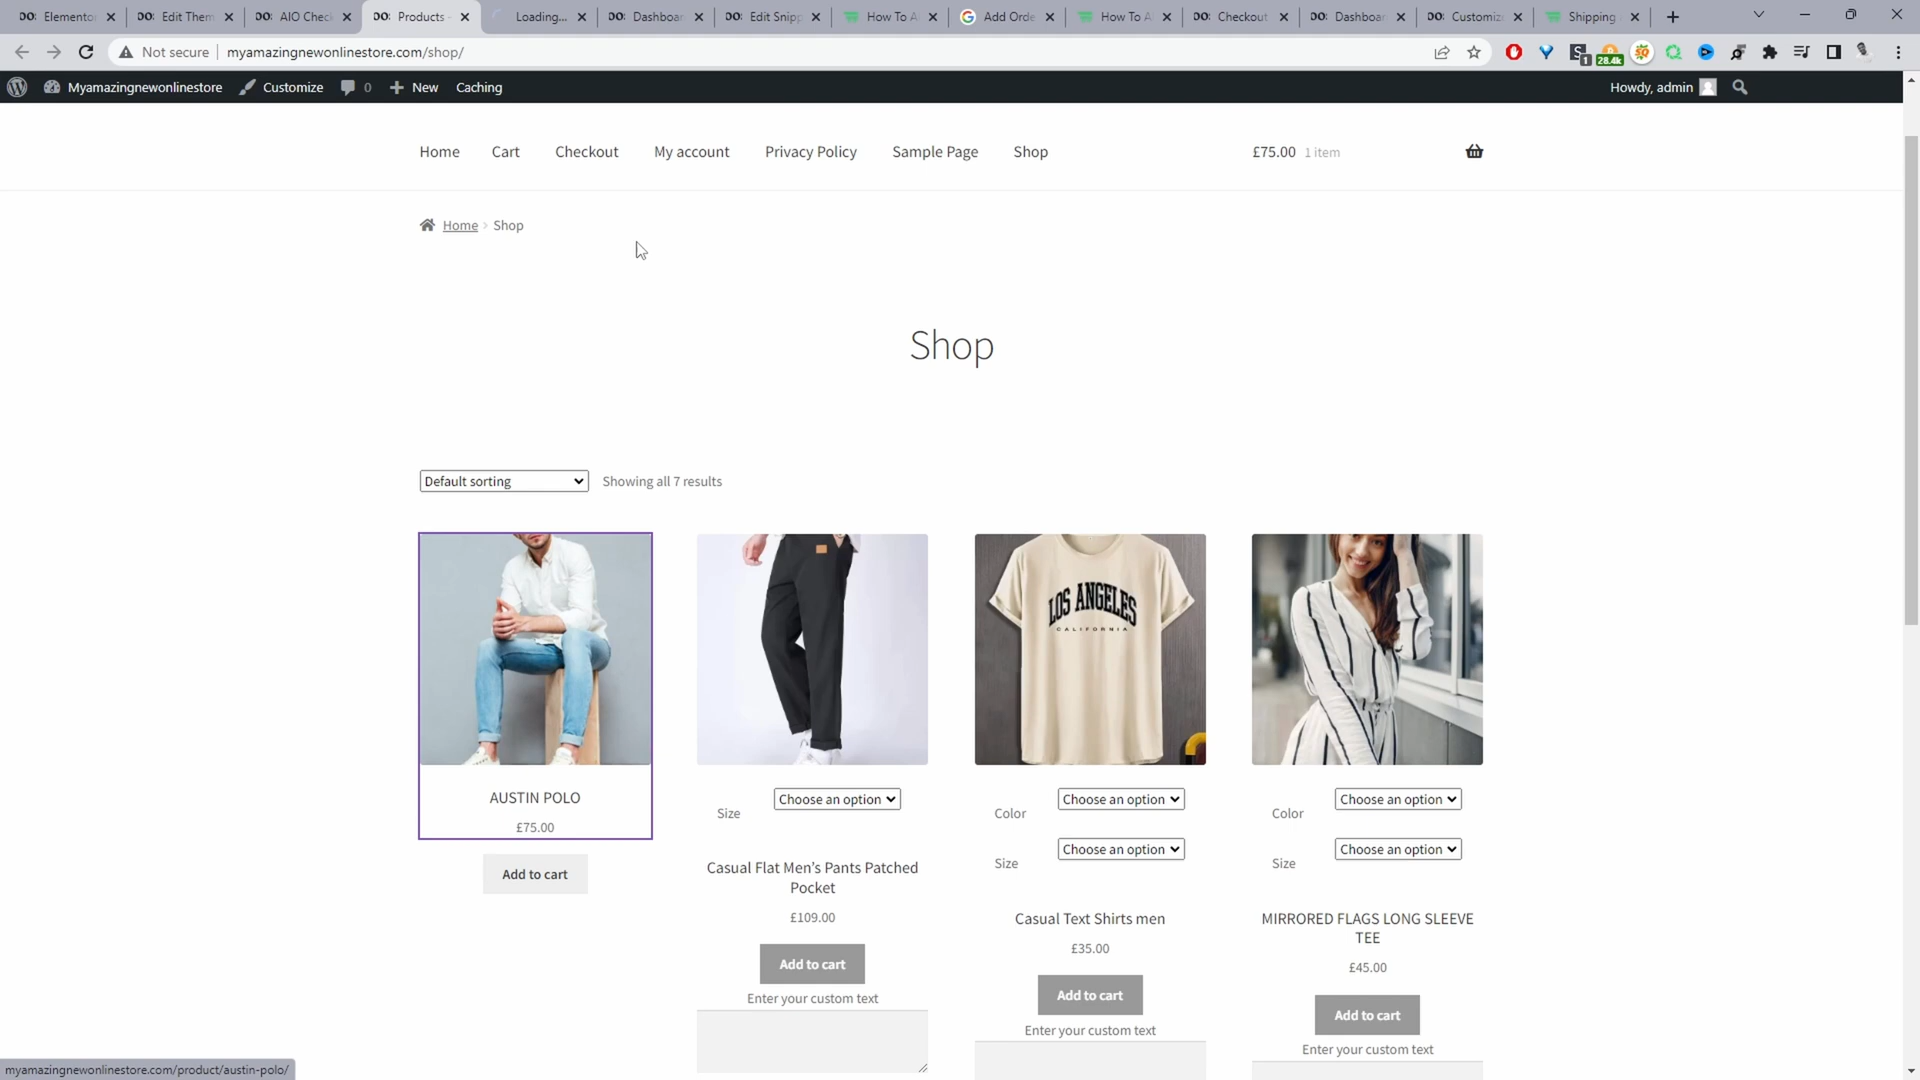 Elemento
Edit Them
AIO Chec
Products -
Loading...
Dashboar
Edit Snipp
How To A
Add Orde
How To A
Checkout
Dashboar
Customiz
Shipping
Not secure
myamazingnewonlinestore.com/shop/
28.4k
1
Myamazingnewonlinestore
Customize
0
New
Caching
Howdy, admin
Home
Cart
Checkout
My account
Privacy Policy
Sample Page
Shop
£75.00 1 item
Home › Shop
Shop
Default sorting
Showing all 7 results
LOS ANGELES
CALIFORNIA
AUSTIN POLO
£75.00
Add to cart
Size
Choose an option
Casual Flat Men’s Pants Patched
Pocket
£109.00
Add to cart
Enter your custom text
Color
Choose an option
Size
Choose an option
Casual Text Shirts men
£35.00
Add to cart
Enter your custom text
Color
Choose an option
Size
Choose an option
MIRRORED FLAGS LONG SLEEVE
TEE
£45.00
Add to cart
Enter your custom text
myamazingnewonlinestore.com/product/austin-polo/